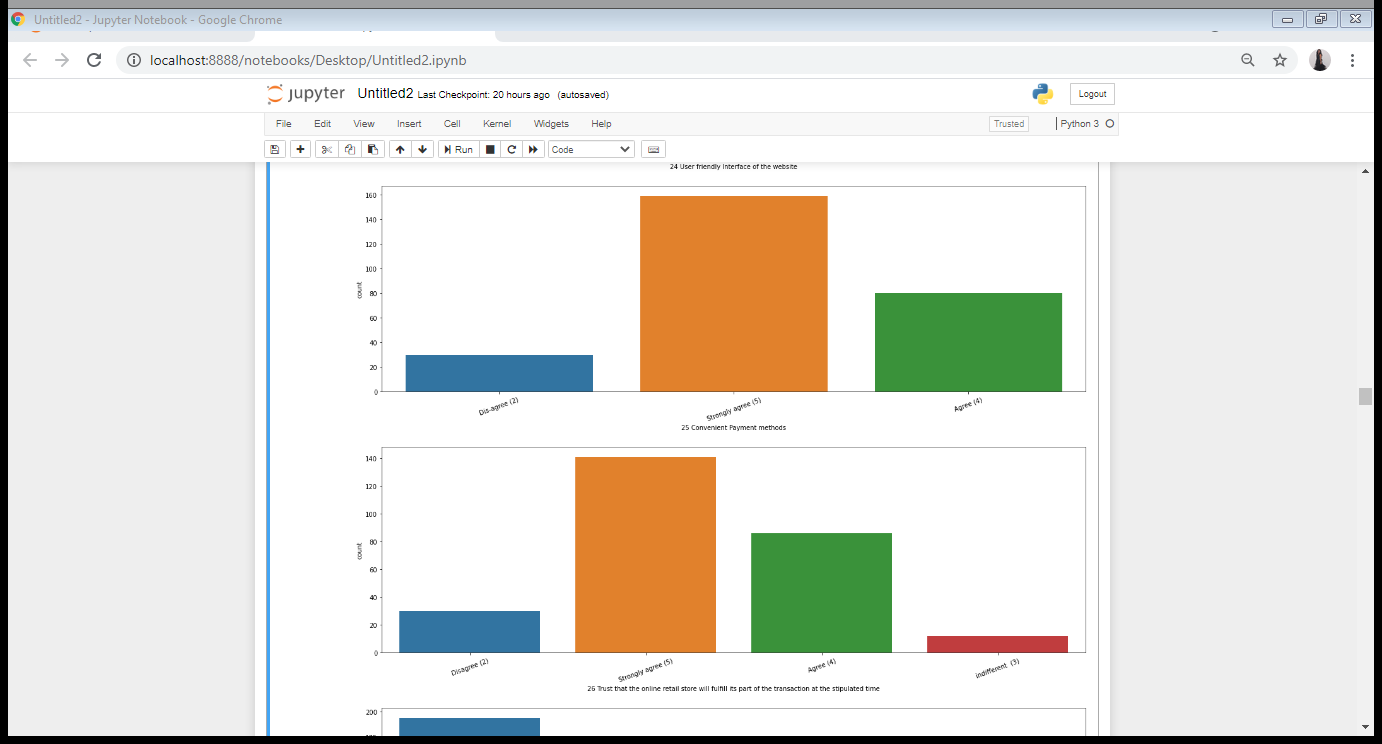 Untitled2 - Jupyter Notebook - Google Chrome
localhost:8888/notebooks/Desktop/Untitled2.ipynb
jupyter Untitled2 Last Checkpoint: 20 hours ago (autosaved) Logout
File Edit View Insert Cell Kernel Widgets Help Trusted Python 3
Run Code
24 User friendly Interface of the website
160
140
120
100
80
60
40
20
0
count
Dis-agree (2) Strongly agree (5) Agree (4)
25 Convenient Payment methods
140
120
100
80
60
40
20
0
count
Disagree (2) Strongly agree (5) Agree (4) indifferent (3)
26 Trust that the online retail store will fulfill its part of the transaction at the stipulated time
200